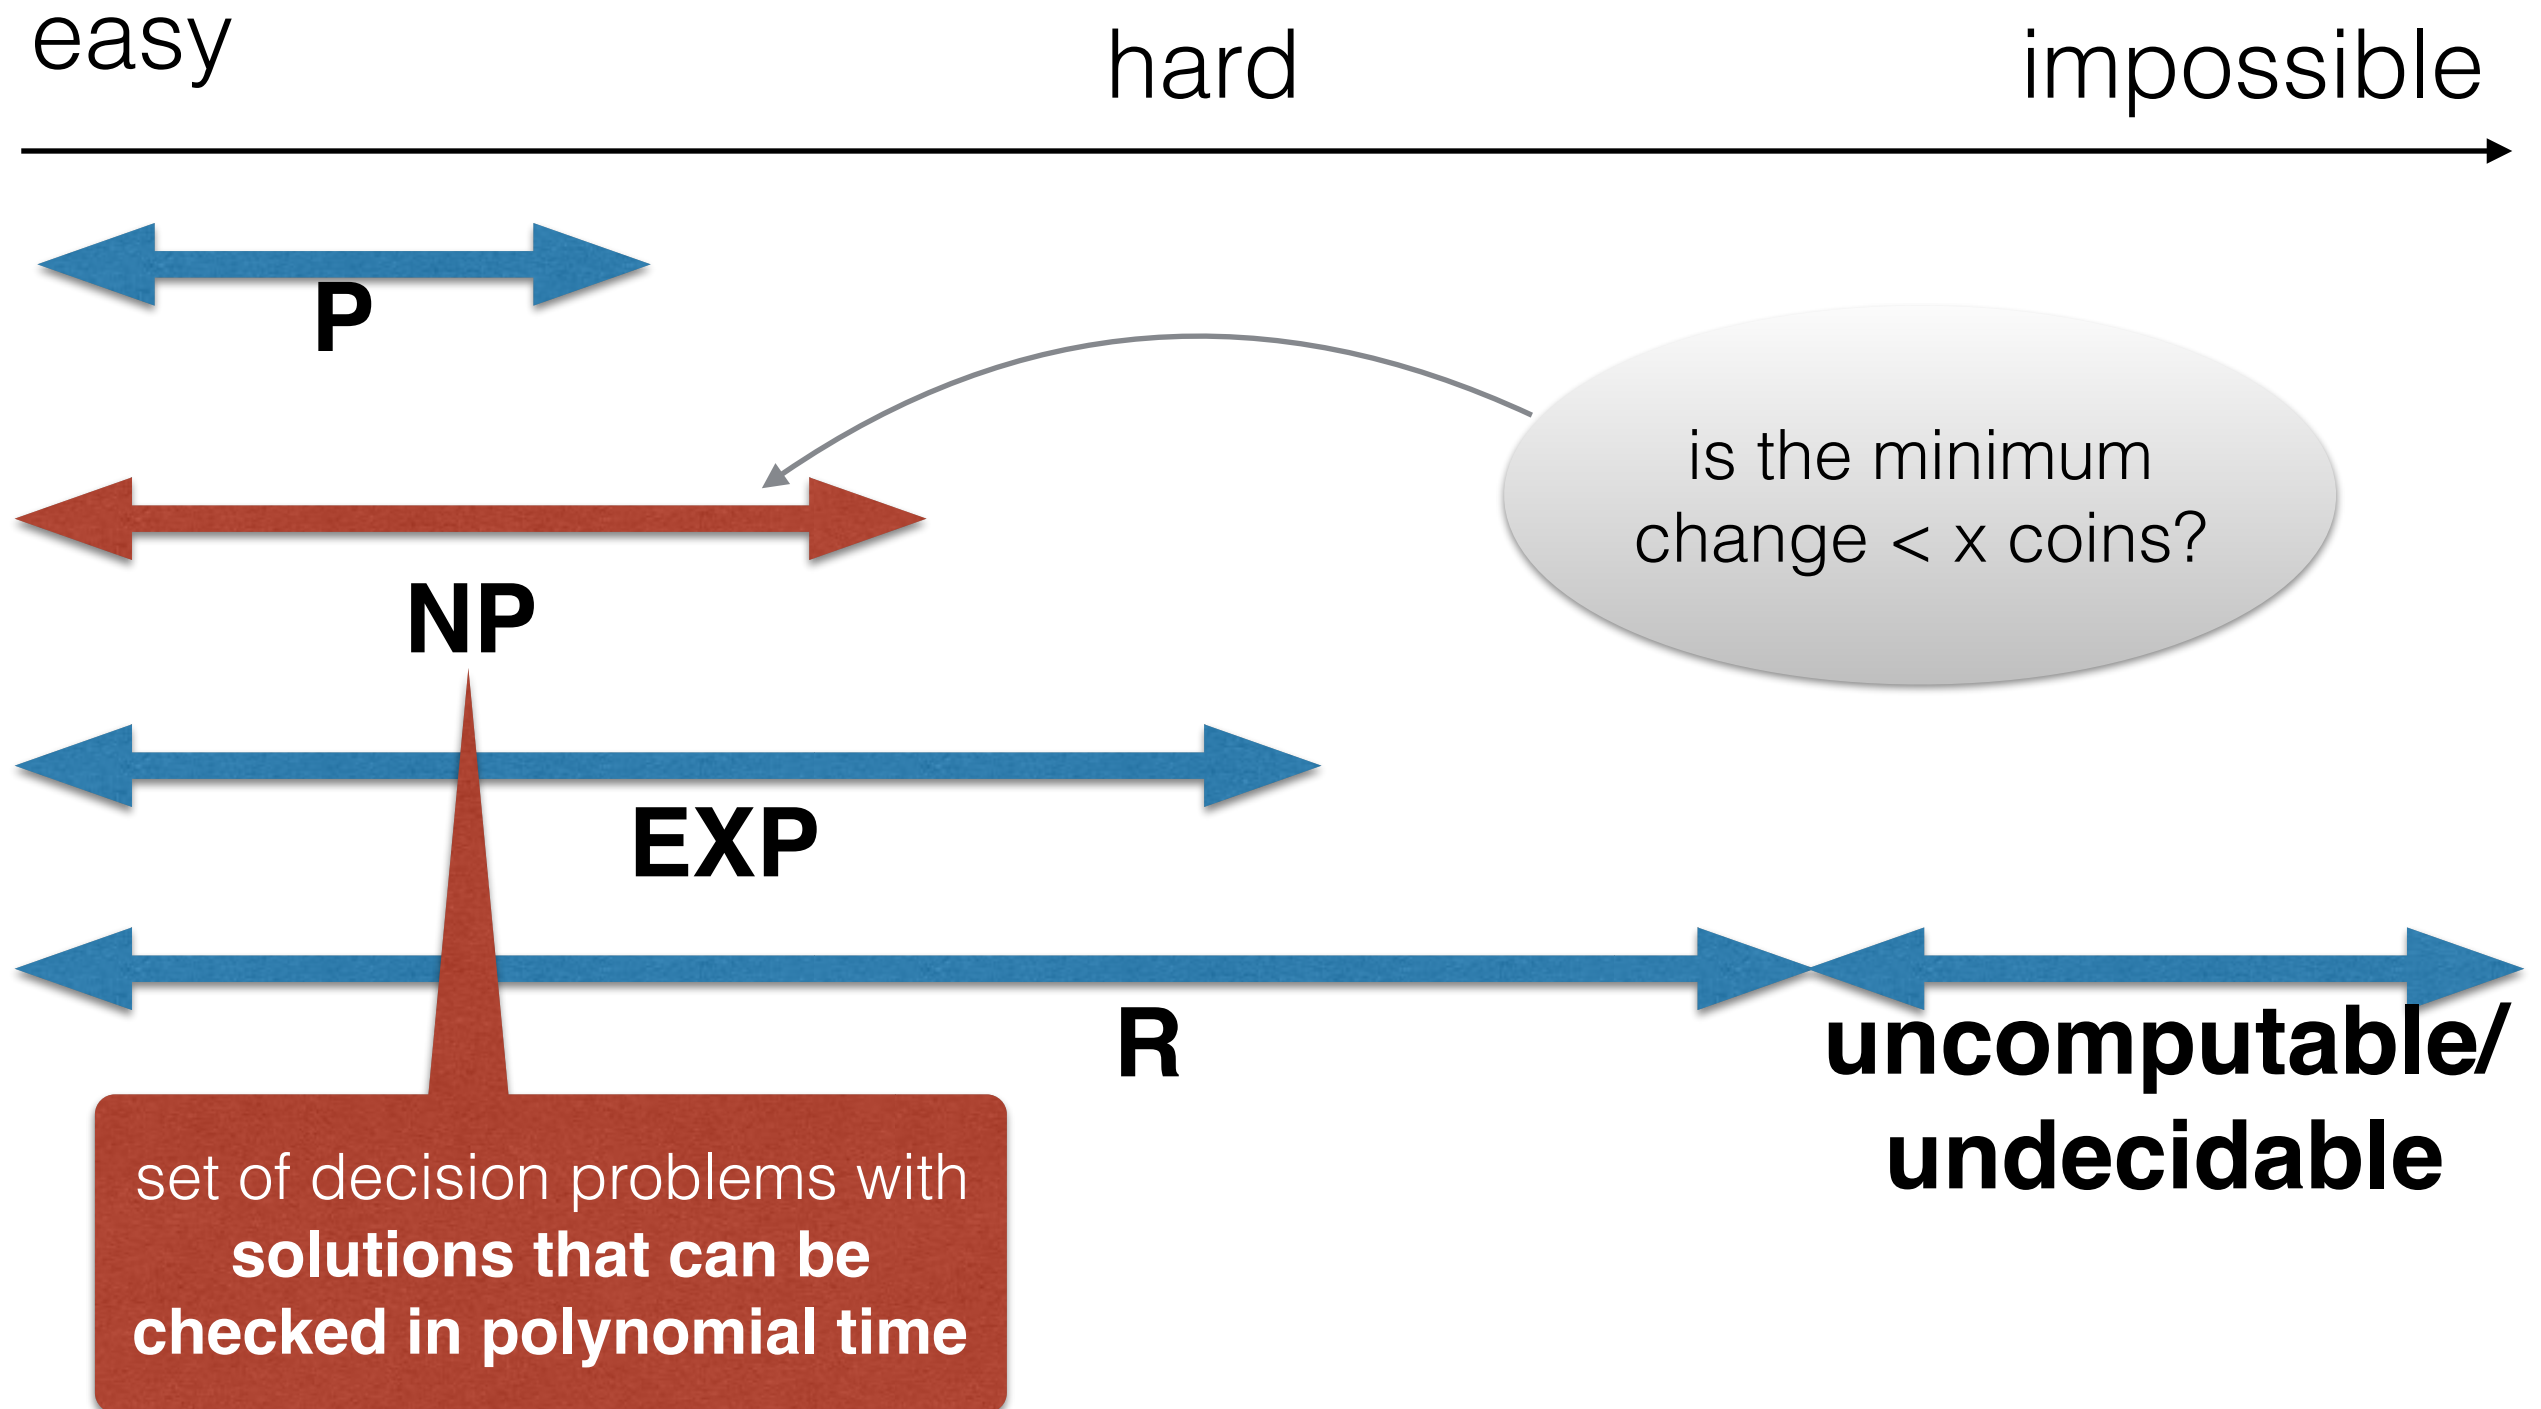 easy
hard
impossible
P
is the minimum
change < x coins?
NP
EXP
R
uncomputable/
undecidable
set of decision problems with
solutions that can be
checked in polynomial time